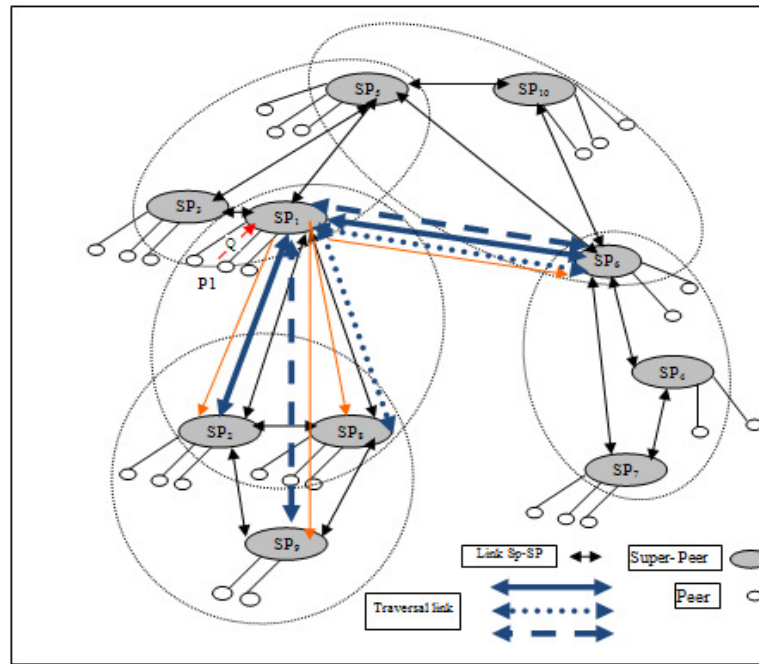 SP₅
SP₁₀
SP₃
SP₁
Q
P1
SP₆
SP₄
SP₂
SP₈
SP₇
SP₉
Link Sp-SP
Super- Peer
Traversal link
Peer